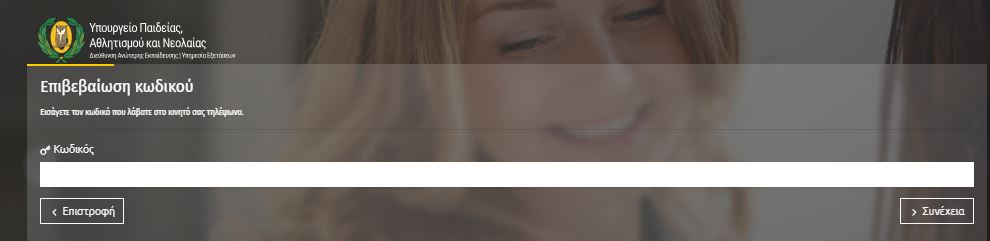 Υπουργείο Παιδείας,
Αθλητισμού και Νεολαίας
Διεύθυνση Ανώτερης Εκπαίδευσης | Υπηρεσία Εξετάσεων
Επιβεβαίωση κωδικού
Εισάγετε τον κωδικό που λάβατε στο κινητό σας τηλέφωνο.
Κωδικός
Επιστροφή
Συνέχεια